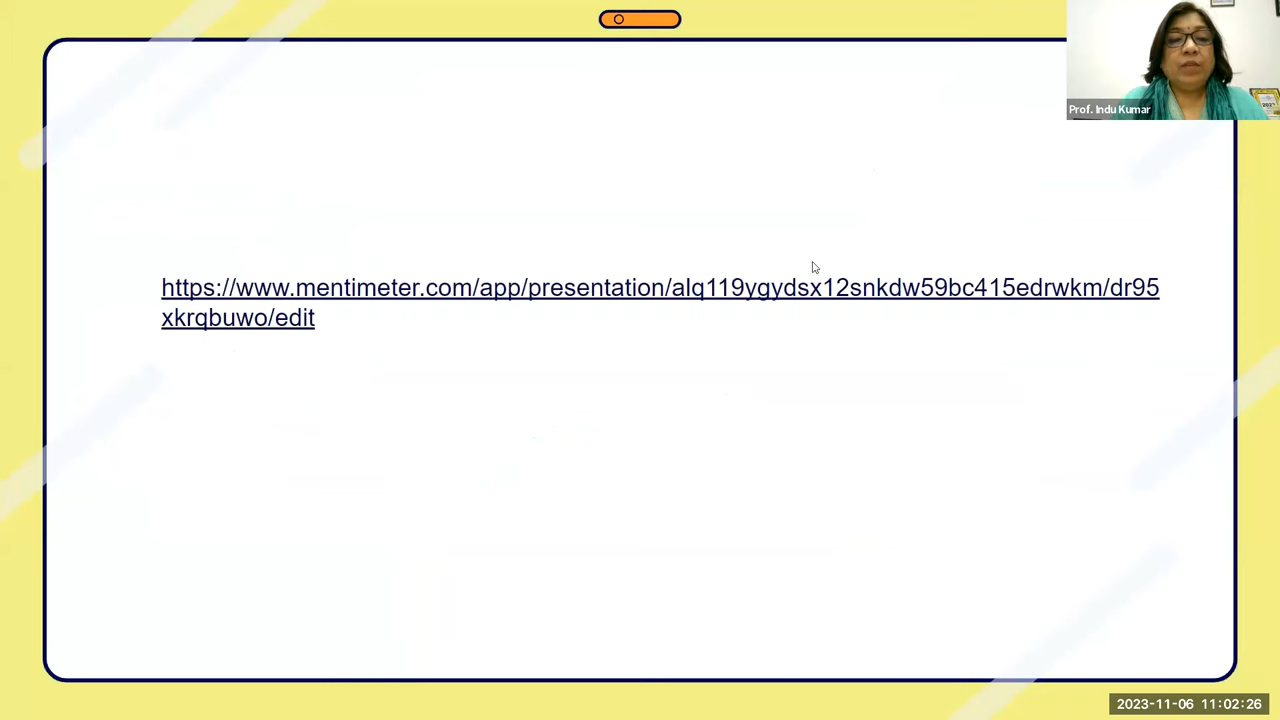 Prof. Indu Kumar
https://www.mentimeter.com/app/presentation/alq119ygydsx12snkdw59bc415edrwkm/dr95
xkrqbuwo/edit
2023-11-06 11:02:26